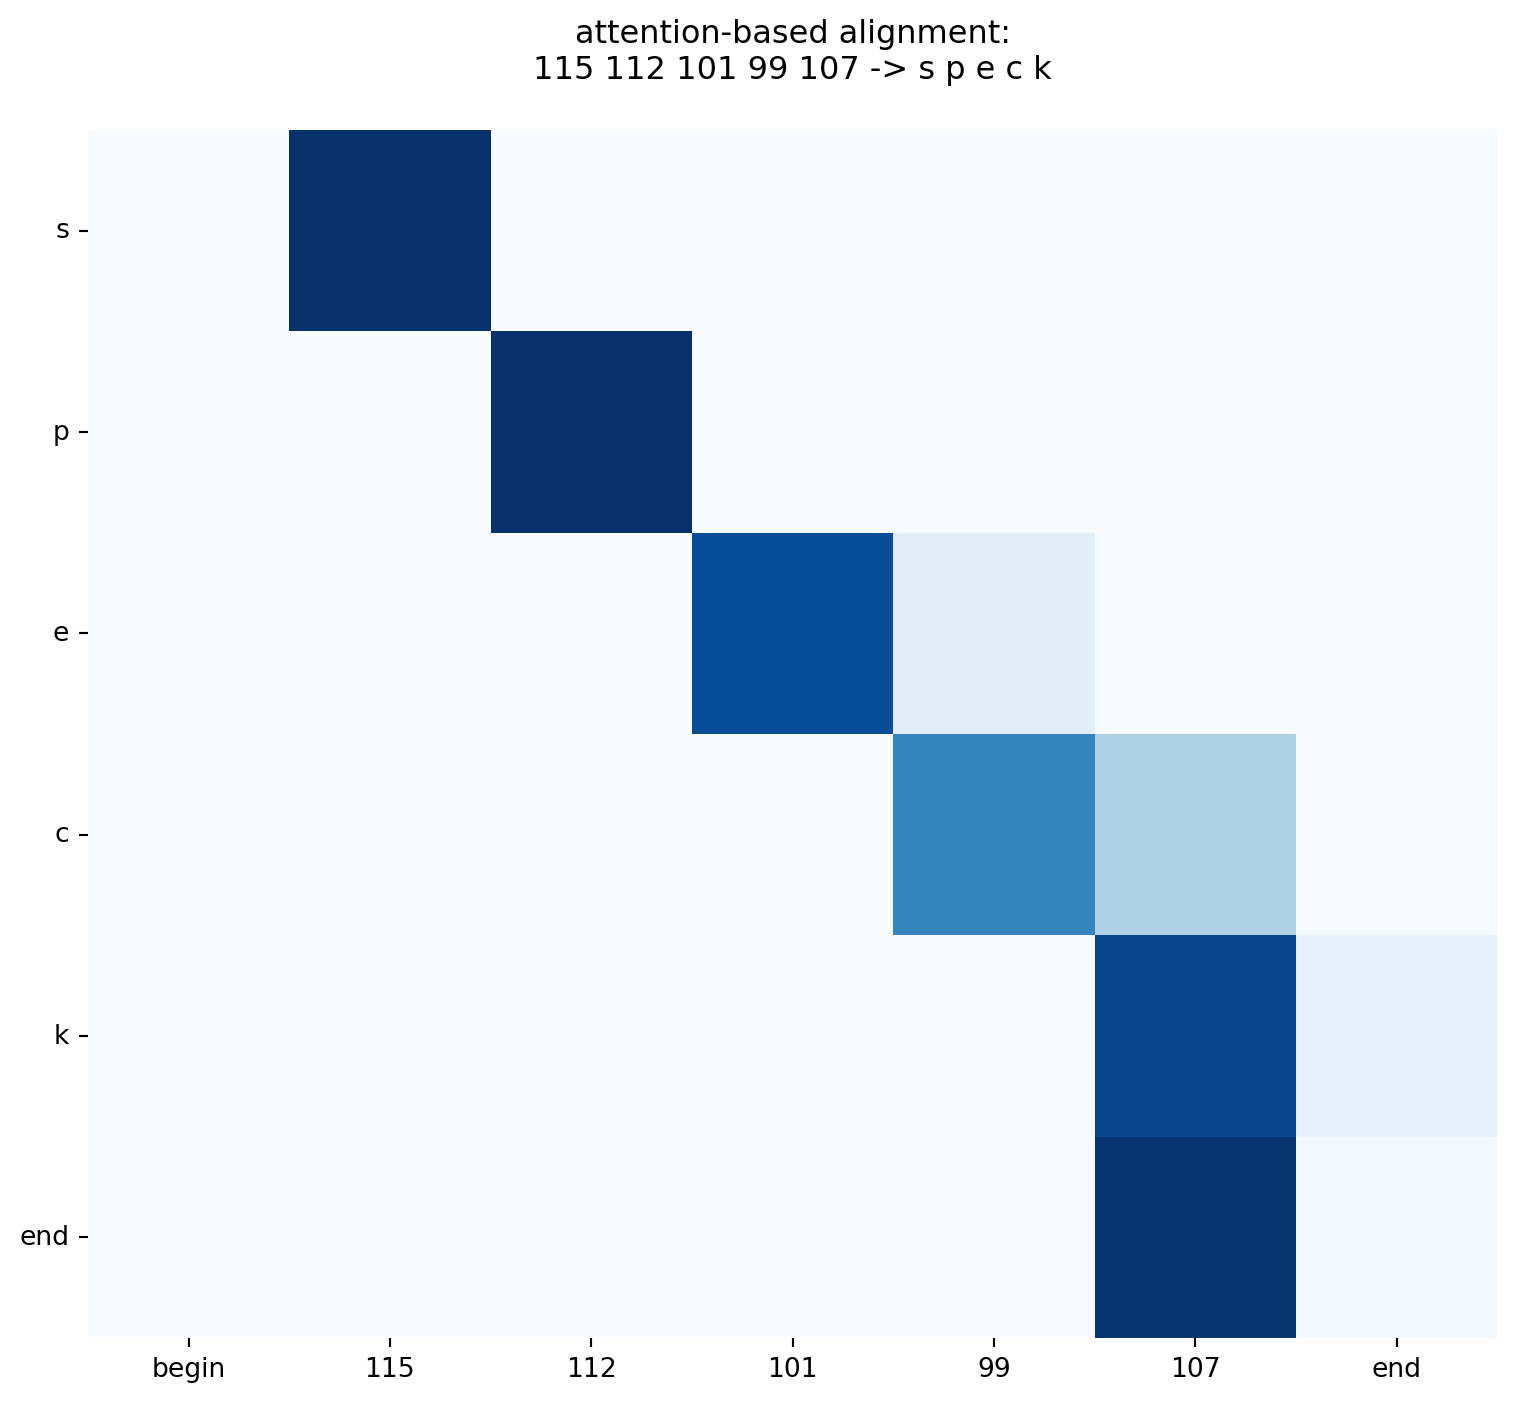 attention-based alignment:
115 112 101 99 107 -> s p e c k
s
p
e
c
k
end
begin 115 112 101 99 107 end